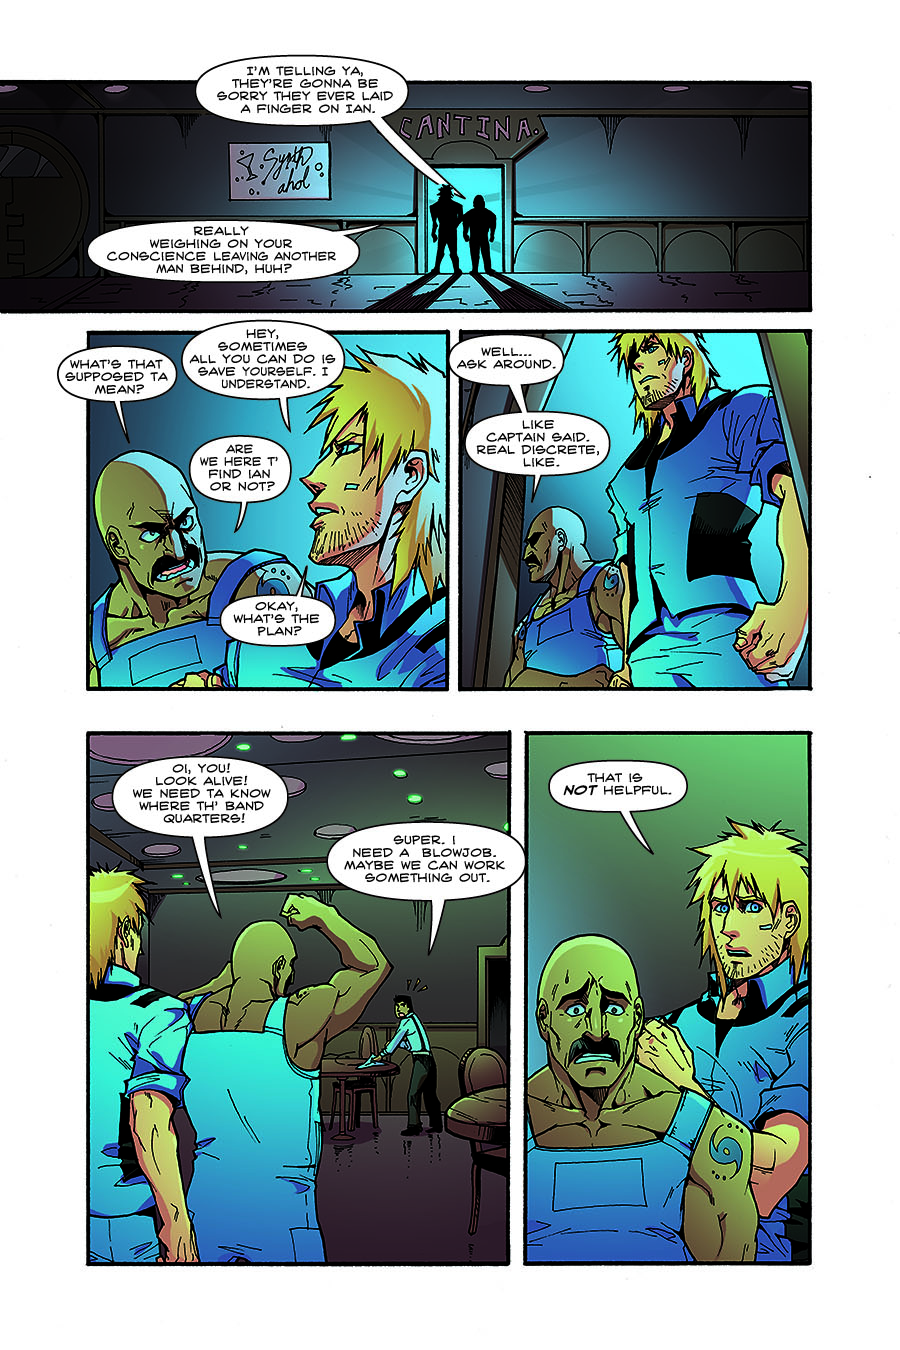 I'M TELLING YA,
THEY'RE GONNA BE
SORRY THEY EVER LAID
A FINGER ON IAN.
CANTINA.
Synth
ahol
REALLY
WEIGHING ON YOUR
CONSCIENCE LEAVING ANOTHER
MAN BEHIND, HUH?
WHAT'S THAT
SUPPOSED TA
MEAN?
HEY,
SOMETIMES
ALL YOU CAN DO IS
SAVE YOURSELF. I
UNDERSTAND.
ARE
WE HERE T'
FIND IAN
OR NOT?
OKAY,
WHAT'S THE
PLAN?
WELL...
ASK AROUND.
LIKE
CAPTAIN SAID.
REAL DISCRETE,
LIKE.
OI, YOU!
LOOK ALIVE!
WE NEED TA KNOW
WHERE TH' BAND
QUARTERS!
SUPER. I
NEED A BLOWJOB.
MAYBE WE CAN WORK
SOMETHING OUT.
THAT IS
NOT HELPFUL.